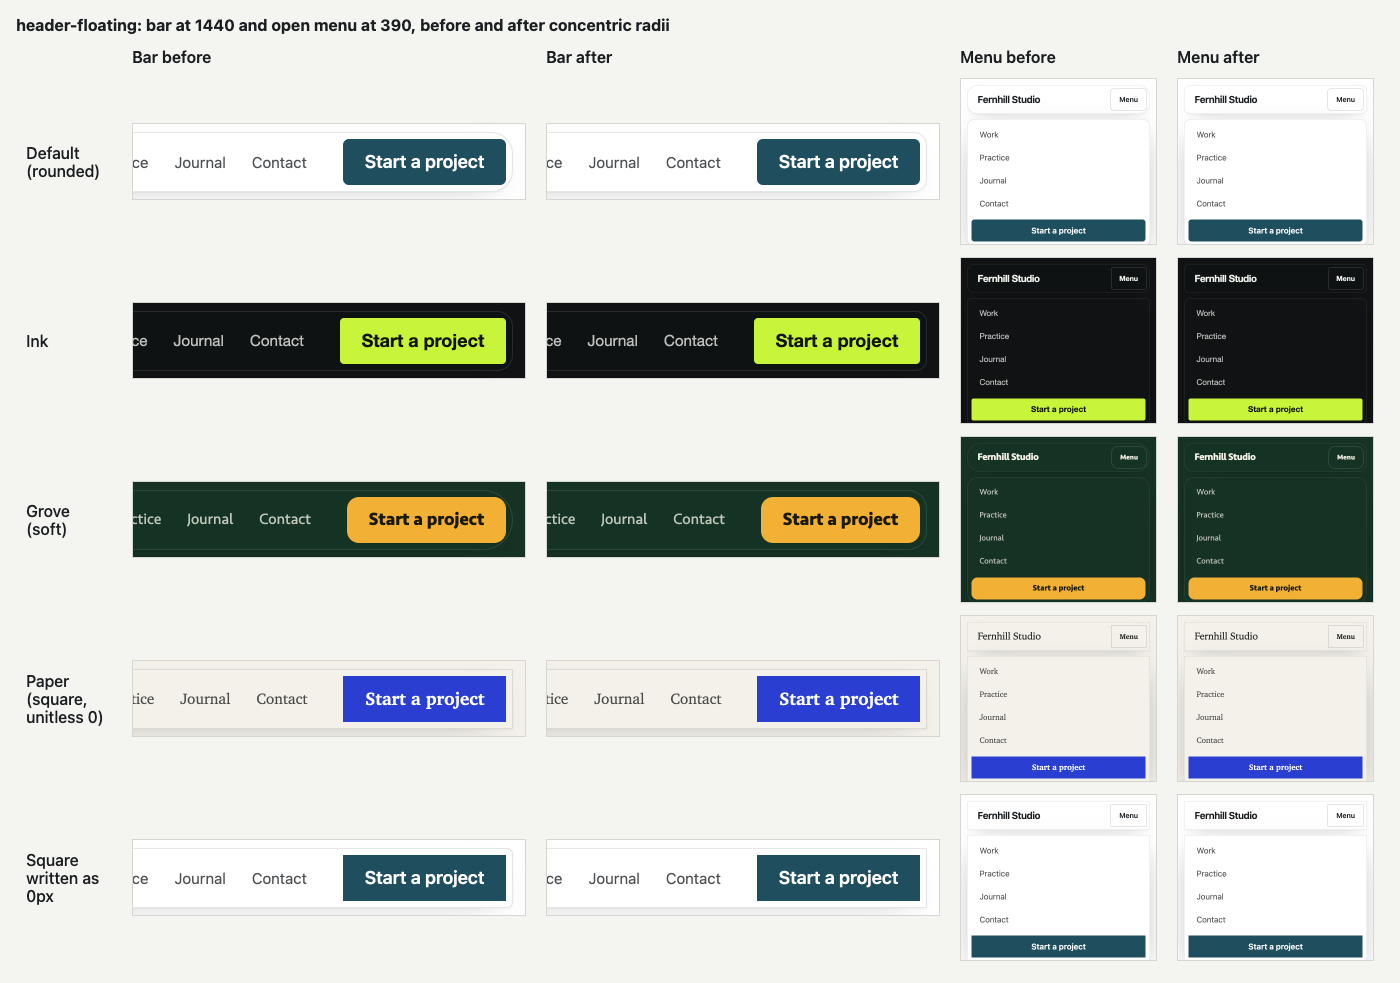 header-floating: bar at 1440 and open menu at 390, before and after concentric radii
Bar before
Bar after
Menu before
Menu after
Default
(rounded)
ce Journal Contact Start a project
ce Journal Contact Start a project
Fernhill Studio Menu
Work
Practice
Journal
Contact
Start a project
Fernhill Studio Menu
Work
Practice
Journal
Contact
Start a project
Ink
ce Journal Contact Start a project
ce Journal Contact Start a project
Fernhill Studio Menu
Work
Practice
Journal
Contact
Start a project
Fernhill Studio Menu
Work
Practice
Journal
Contact
Start a project
Grove
(soft)
ctice Journal Contact Start a project
ctice Journal Contact Start a project
Fernhill Studio Menu
Work
Practice
Journal
Contact
Start a project
Fernhill Studio Menu
Work
Practice
Journal
Contact
Start a project
Paper
(square,
unitless 0)
tice Journal Contact Start a project
tice Journal Contact Start a project
Fernhill Studio Menu
Work
Practice
Journal
Contact
Start a project
Fernhill Studio Menu
Work
Practice
Journal
Contact
Start a project
Square
written as
0px
ce Journal Contact Start a project
ce Journal Contact Start a project
Fernhill Studio Menu
Work
Practice
Journal
Contact
Start a project
Fernhill Studio Menu
Work
Practice
Journal
Contact
Start a project